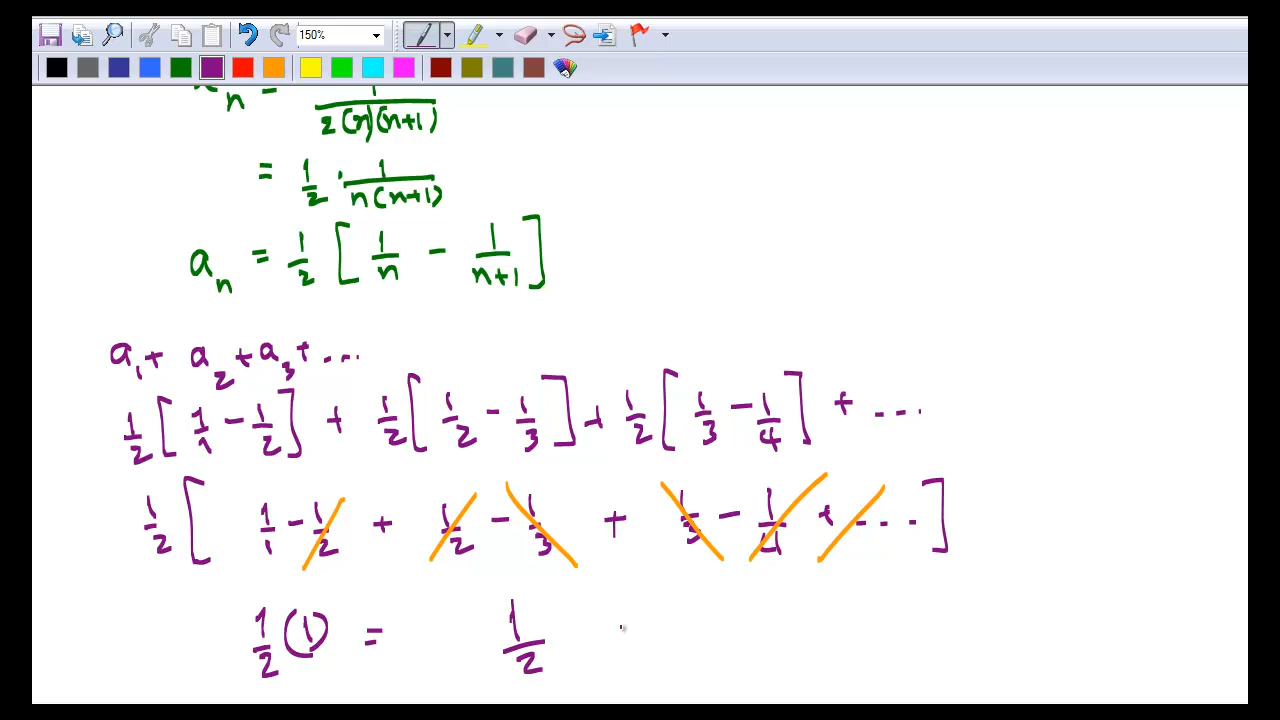 150%
n = 1/(2(n)(n+1))
= 1/2 · 1/(n(n+1))
a_n = 1/2 [ 1/n - 1/(n+1) ]
a_1 + a_2 + a_3 + ...
1/2 [ 1/1 - 1/2 ] + 1/2 [ 1/2 - 1/3 ] + 1/2 [ 1/3 - 1/4 ] + ...
1/2 [ 1/1 - 1/2 + 1/2 - 1/3 + 1/3 - 1/4 + ... ]
1/2 (1) = 1/2